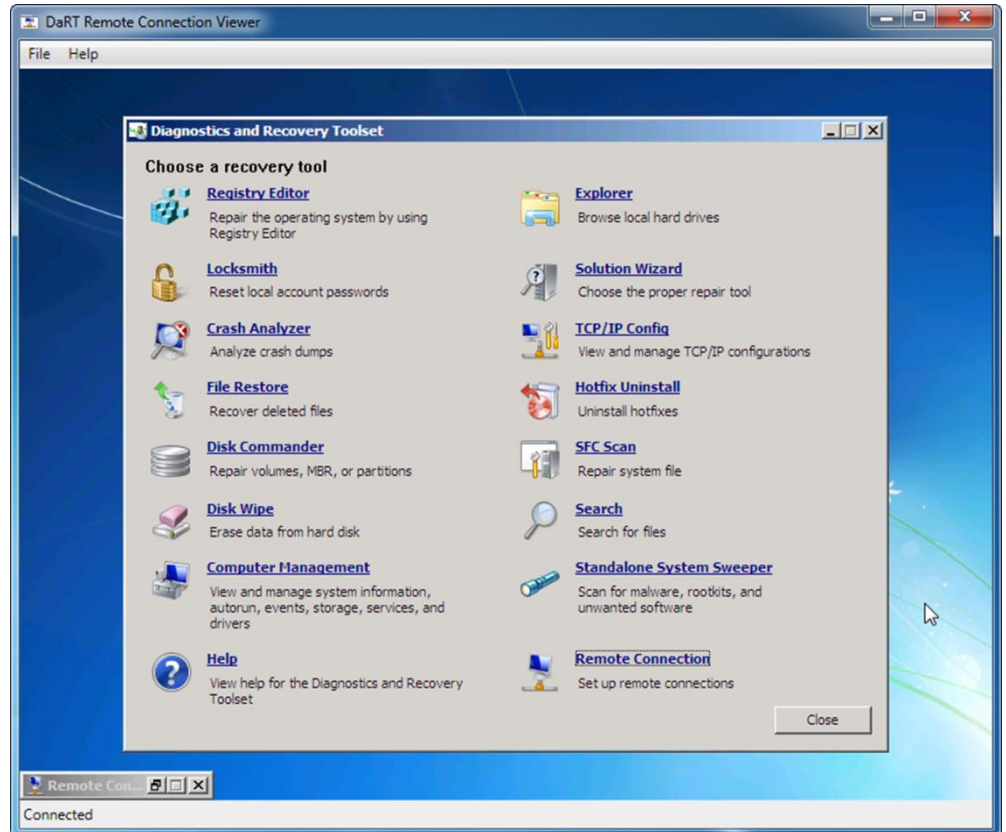 DaRT Remote Connection Viewer
File Help
Diagnostics and Recovery Toolset
Choose a recovery tool
Registry Editor
Repair the operating system by using
Registry Editor
Explorer
Browse local hard drives
Locksmith
Reset local account passwords
Solution Wizard
Choose the proper repair tool
Crash Analyzer
Analyze crash dumps
TCP/IP Config
View and manage TCP/IP configurations
File Restore
Recover deleted files
Hotfix Uninstall
Uninstall hotfixes
Disk Commander
Repair volumes, MBR, or partitions
SFC Scan
Repair system file
Disk Wipe
Erase data from hard disk
Search
Search for files
Computer Management
View and manage system information,
autorun, events, storage, services, and
drivers
Standalone System Sweeper
Scan for malware, rootkits, and
unwanted software
Help
View help for the Diagnostics and Recovery
Toolset
Remote Connection
Set up remote connections
Close
Remote Con...
Connected